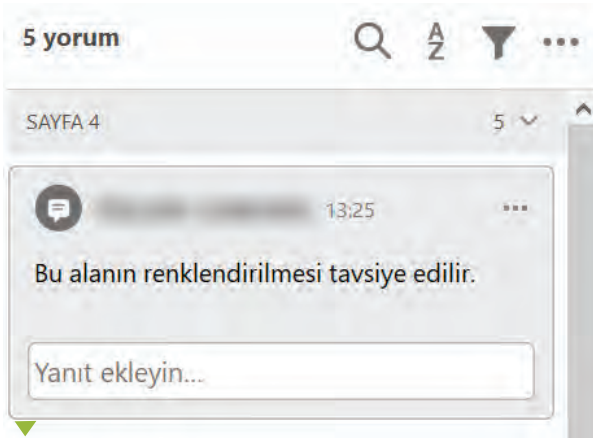 5 yorum
A
Z
SAYFA 4
5
13:25
Bu alanın renklendirilmesi tavsiye edilir.
Yanıt ekleyin...